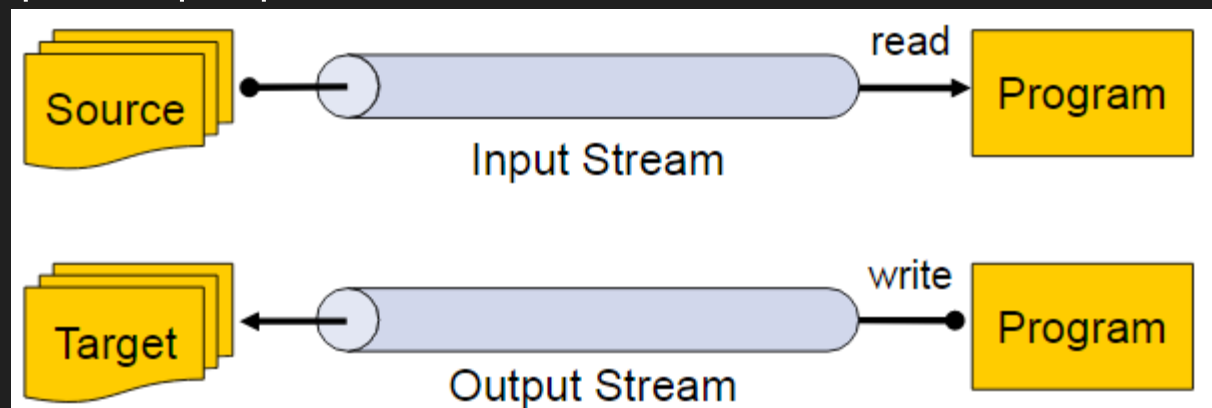 read
Source
Program
Input Stream
write
Target
Program
Output Stream